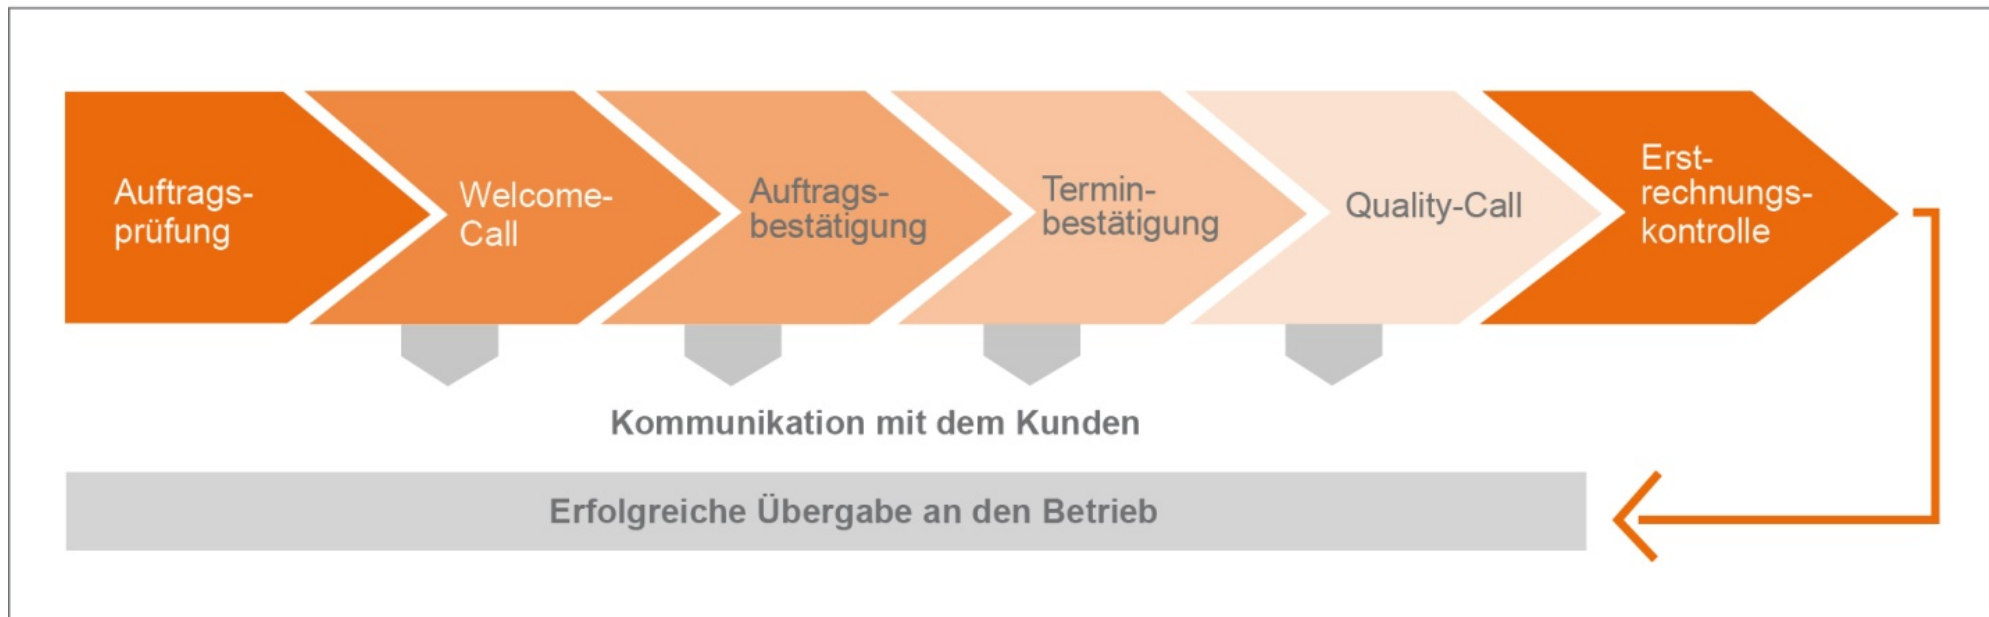 Auftrags-
prüfung
Welcome-
Call
Auftrags-
bestätigung
Termin-
bestätigung
Quality-Call
Erst-
rechnungs-
kontrolle
Kommunikation mit dem Kunden
Erfolgreiche Übergabe an den Betrieb